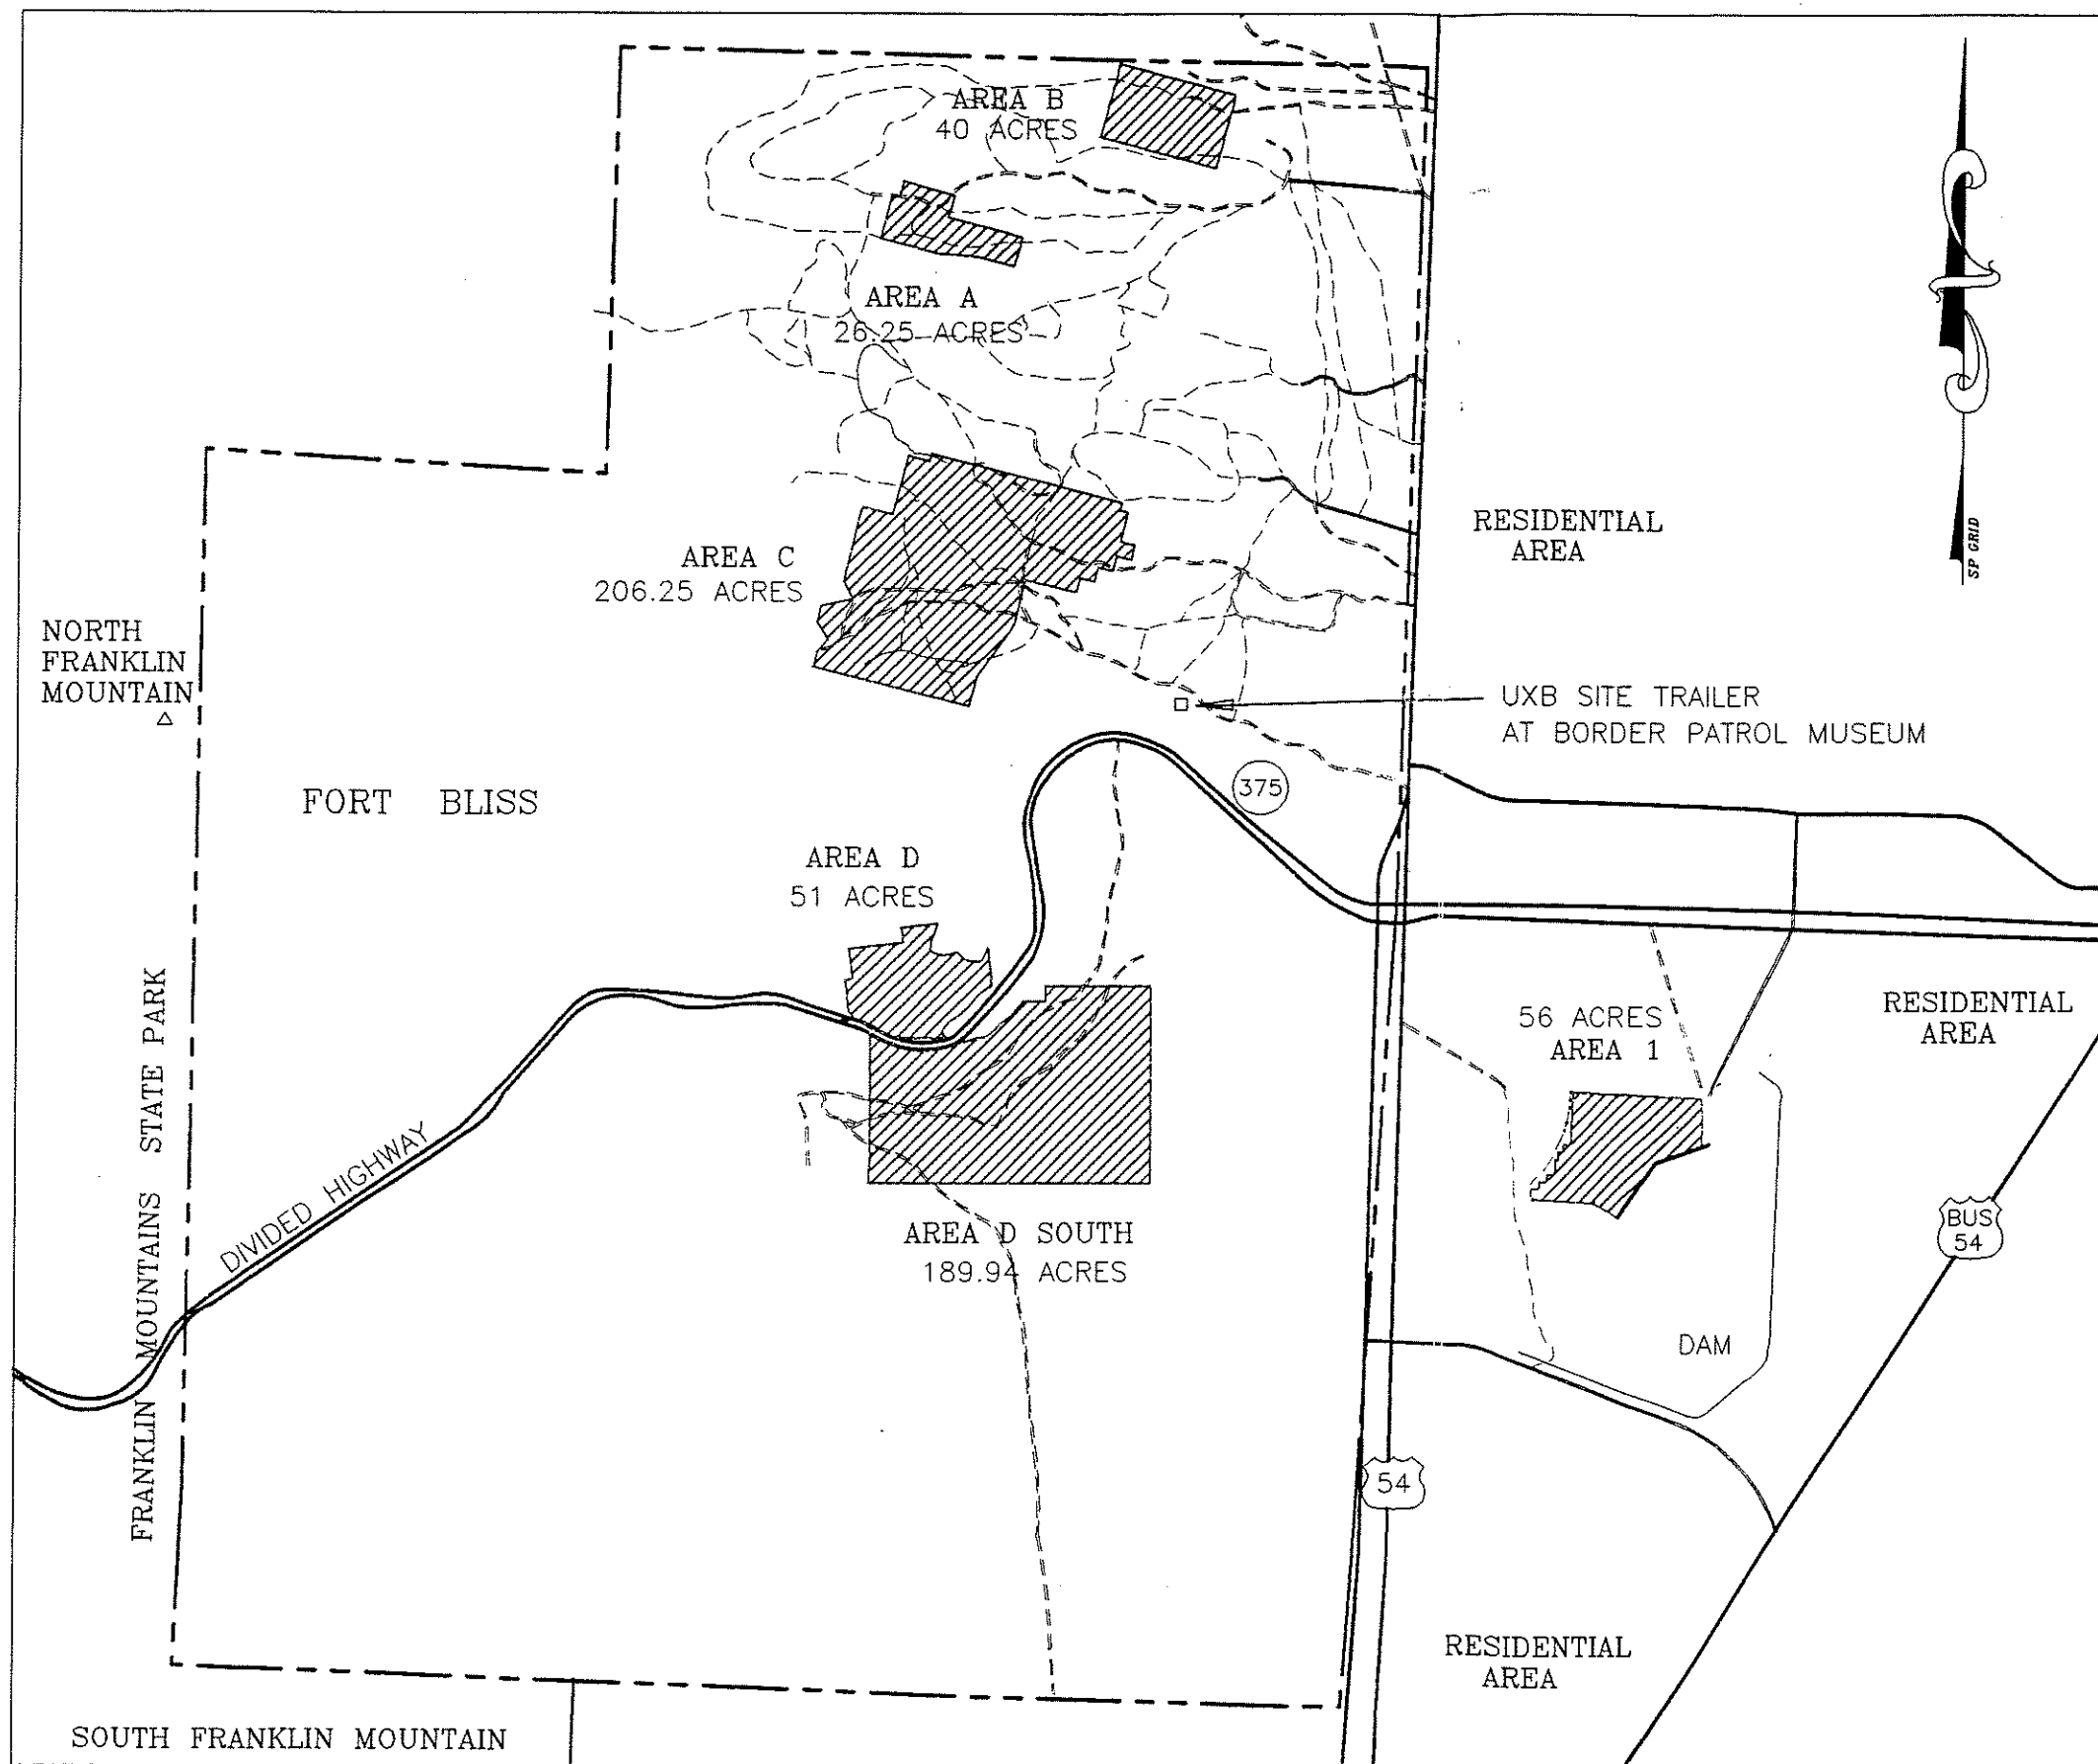 AREA B
40 ACRES
AREA A
26.25 ACRES
SP GRID
RESIDENTIAL
AREA
AREA C
206.25 ACRES
NORTH
FRANKLIN
MOUNTAIN
UXB SITE TRAILER
AT BORDER PATROL MUSEUM
375
FORT BLISS
AREA D
51 ACRES
56 ACRES
AREA 1
RESIDENTIAL
AREA
DIVIDED HIGHWAY
FRANKLIN MOUNTAINS STATE PARK
AREA D SOUTH
189.94 ACRES
BUS
54
DAM
54
RESIDENTIAL
AREA
SOUTH FRANKLIN MOUNTAIN